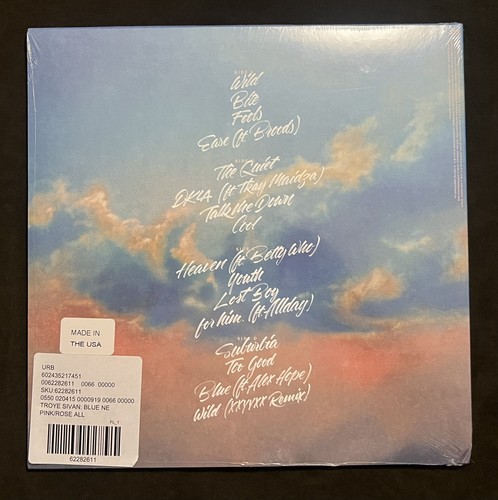 Wild
Bite
Fools
Ease (ft Broods)
The Quiet
DKLA (ft Tkay Maidza)
Talk Me Down
Cool
Heaven (ft Betty Who)
Youth
Lost Boy
for him. (ft Allday)
Suburbia
Too Good
Blue (ft Alex Hope)
Wild (XXYYXX Remix)
MADE IN
THE USA
URB
602435217451
0062282611 0066 00000
SKU:62282611
0550 020415 0000919 0066 00000
TROYE SIVAN: BLUE NE
PINK/ROSE ALL
PL 1
62282611